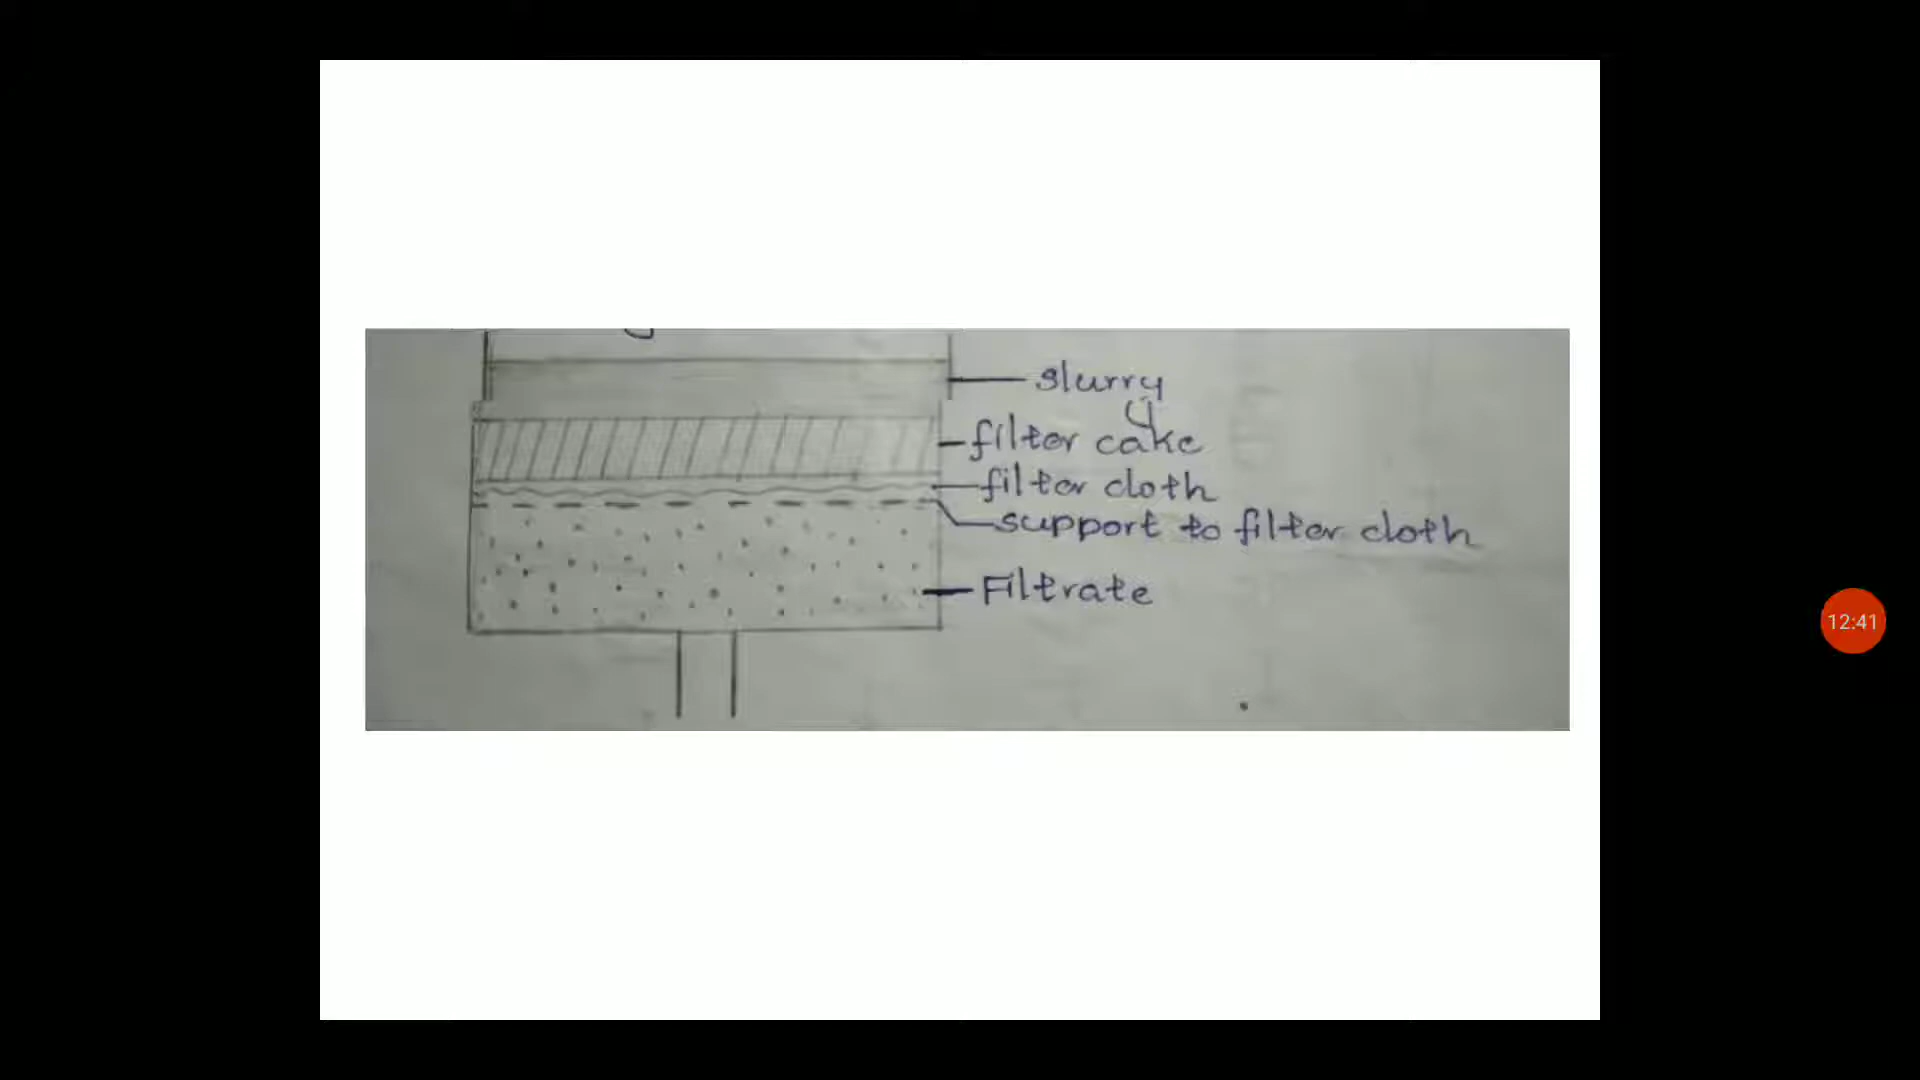 slurry
filter cake
filter cloth
support to filter cloth
Filtrate
12:41